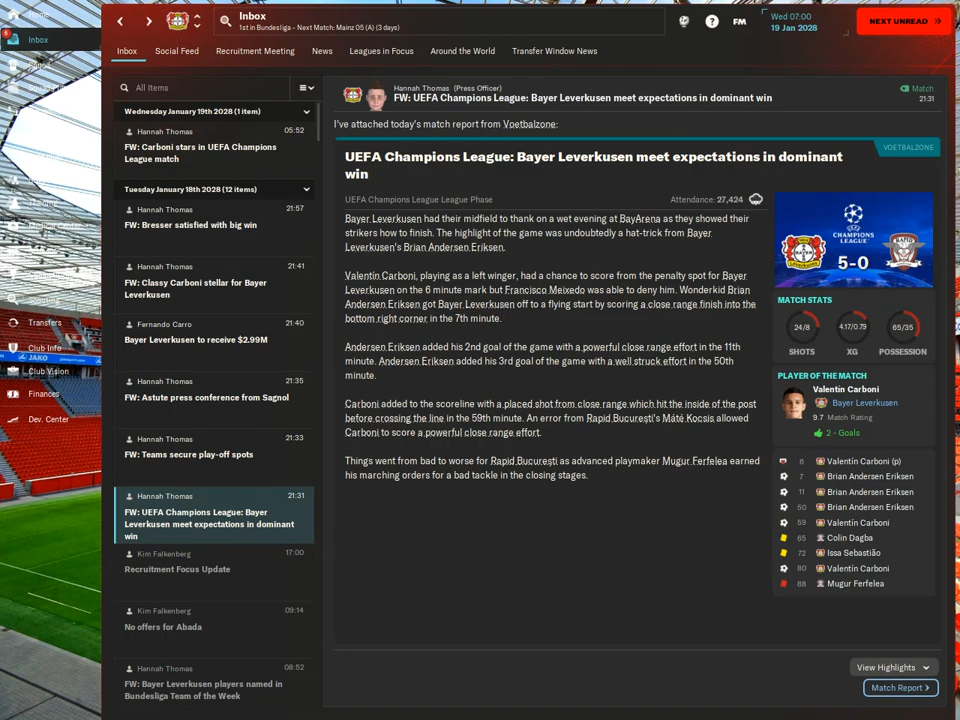 Home
Inbox
Inbox
1st in Bundesliga - Next Match: Mainz 05 (A) (3 days)
?
FM
Wed 07:00
19 Jan 2028
NEXT UNREAD
Inbox
Social Feed
Recruitment Meeting
News
Leagues in Focus
Around the World
Transfer Window News
All Items
Wednesday January 19th 2028 (1 item)
Hannah Thomas
05:52
FW: Carboni stars in UEFA Champions
League match
Tuesday January 18th 2028 (12 items)
Hannah Thomas
21:57
FW: Bresser satisfied with big win
Hannah Thomas
21:41
FW: Classy Carboni stellar for Bayer
Leverkusen
Fernando Carro
21:40
Bayer Leverkusen to receive $2.99M
Hannah Thomas
21:35
FW: Astute press conference from Sagnol
Hannah Thomas
21:33
FW: Teams secure play-off spots
Hannah Thomas
21:31
FW: UEFA Champions League: Bayer
Leverkusen meet expectations in dominant
win
Kim Falkenberg
17:00
Recruitment Focus Update
Kim Falkenberg
09:14
No offers for Abada
Hannah Thomas
08:52
FW: Bayer Leverkusen players named in
Bundesliga Team of the Week
Transfers
Club Info
Club Vision
Finances
Dev. Center
JAKO
Hannah Thomas (Press Officer)
FW: UEFA Champions League: Bayer Leverkusen meet expectations in dominant win
Match
21:31
I've attached today's match report from Voetbalzone:
VOETBALZONE
UEFA Champions League: Bayer Leverkusen meet expectations in dominant
win
UEFA Champions League League Phase
Attendance: 27,424
Bayer Leverkusen had their midfield to thank on a wet evening at BayArena as they showed their
strikers how to finish. The highlight of the game was undoubtedly a hat-trick from Bayer
Leverkusen's Brian Andersen Eriksen.
Valentín Carboni, playing as a left winger, had a chance to score from the penalty spot for Bayer
Leverkusen on the 6 minute mark but Francisco Meixedo was able to deny him. Wonderkid Brian
Andersen Eriksen got Bayer Leverkusen off to a flying start by scoring a close range finish into the
bottom right corner in the 7th minute.
Andersen Eriksen added his 2nd goal of the game with a powerful close range effort in the 11th
minute. Andersen Eriksen added his 3rd goal of the game with a well struck effort in the 50th
minute.
Carboni added to the scoreline with a placed shot from close range which hit the inside of the post
before crossing the line in the 59th minute. An error from Rapid Bucureşti's Máté Kocsis allowed
Carboni to score a powerful close range effort.
Things went from bad to worse for Rapid Bucureşti as advanced playmaker Mugur Ferfelea earned
his marching orders for a bad tackle in the closing stages.
CHAMPIONS
LEAGUE
5-0
MATCH STATS
24/8
4.17/0.79
65/35
SHOTS
XG
POSSESSION
PLAYER OF THE MATCH
Valentín Carboni
Bayer Leverkusen
9.7 Match Rating
2 - Goals
6 Valentín Carboni (p)
7 Brian Andersen Eriksen
11 Brian Andersen Eriksen
50 Brian Andersen Eriksen
59 Valentín Carboni
65 Colin Dagba
72 Issa Sebastião
80 Valentín Carboni
88 Mugur Ferfelea
View Highlights
Match Report